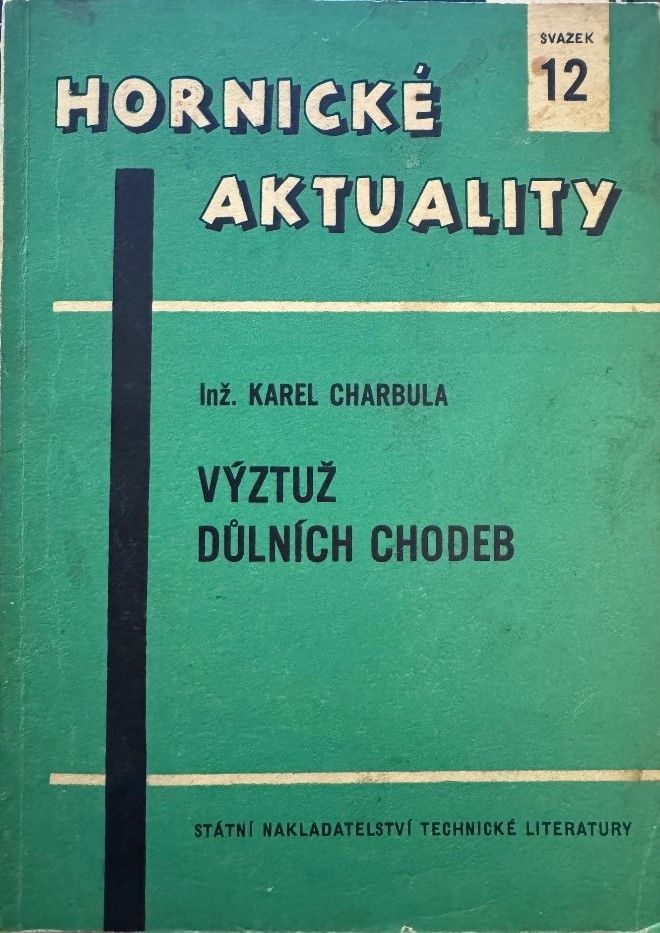 SVAZEK
12
HORNICKÉ
AKTUALITY
Inž. KAREL CHARBULA
VÝZTUŽ
DŮLNÍCH CHODEB
STÁTNÍ NAKLADATELSTVÍ TECHNICKÉ LITERATURY